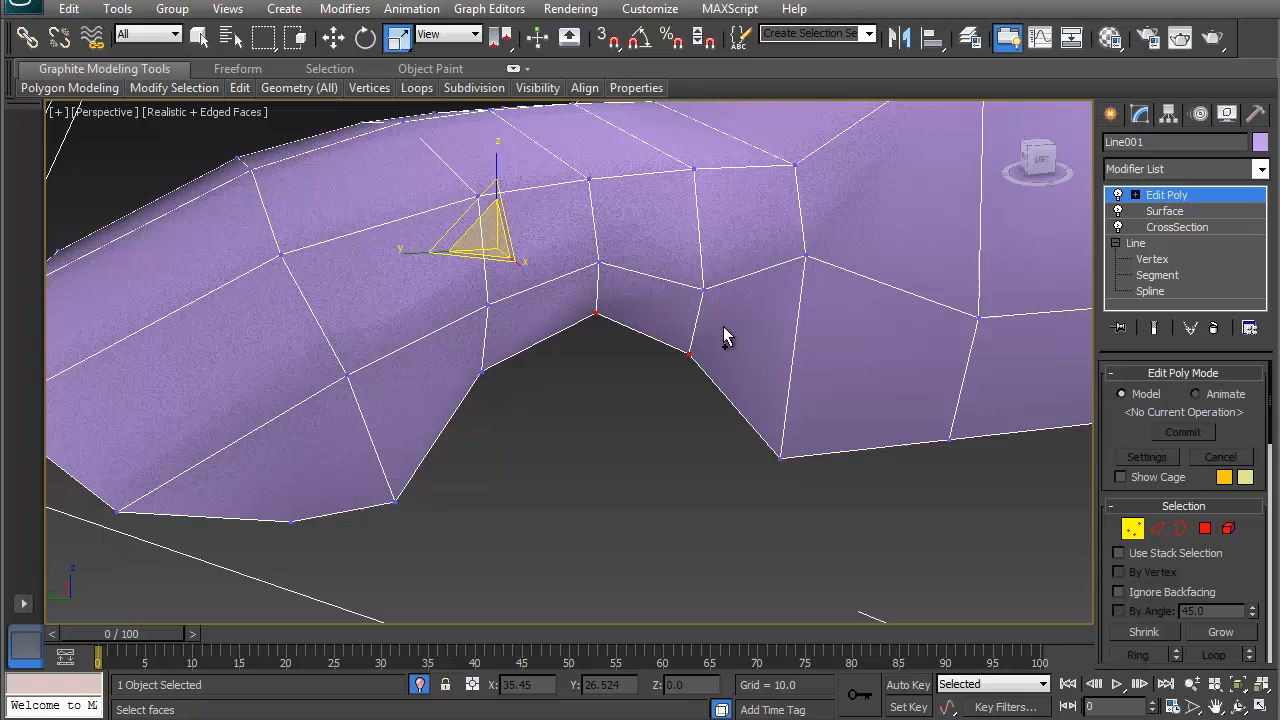 Edit Tools Group Views Create Modifiers Animation Graph Editors Rendering Customize MAXScript Help
All View 3 Create Selection Se
Graphite Modeling Tools Freeform Selection Object Paint
Polygon Modeling Modify Selection Edit Geometry (All) Vertices Loops Subdivision Visibility Align Properties
[+] [Perspective] [Realistic + Edged Faces]
z
y
x
LEFT
Line001
Modifier List
Edit Poly
Surface
CrossSection
Line
Vertex
Segment
Spline
- Edit Poly Mode
Model Animate
<No Current Operation>
Commit
Settings Cancel
Show Cage
- Selection
Use Stack Selection
By Vertex
Ignore Backfacing
By Angle: 45.0
Shrink Grow
Ring Loop
z
< 0 / 100 >
0 5 10 15 20 25 30 35 40 45 50 55 60 65 70 75 80 85 90 95 100
1 Object Selected X: 35.45 Y: 26.524 Z: 0.0 Grid = 10.0 Auto Key Selected
Welcome to MA Select faces Add Time Tag Set Key Key Filters... 0